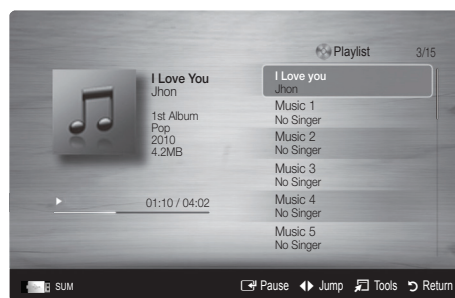 Playlist 3/15
I Love You
Jhon
1st Album
Pop
2010
4.2MB
01:10 / 04:02
I Love you
Jhon
Music 1
No Singer
Music 2
No Singer
Music 3
No Singer
Music 4
No Singer
Music 5
No Singer
SUM Pause Jump Tools Return